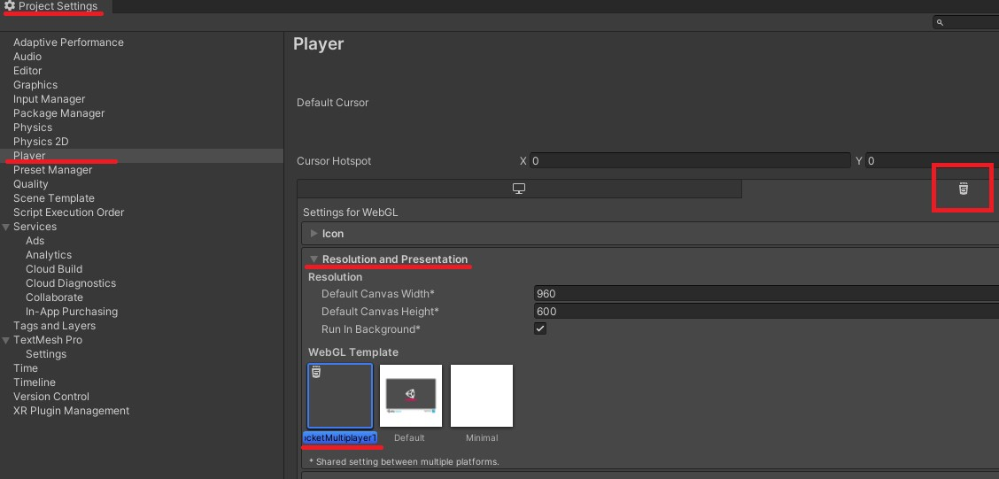 Project Settings
Adaptive Performance
Audio
Editor
Graphics
Input Manager
Package Manager
Physics
Physics 2D
Player
Preset Manager
Quality
Scene Template
Script Execution Order
Services
Ads
Analytics
Cloud Build
Cloud Diagnostics
Collaborate
In-App Purchasing
Tags and Layers
TextMesh Pro
Settings
Time
Timeline
Version Control
XR Plugin Management
Player
Default Cursor
Cursor Hotspot X 0 Y 0
Settings for WebGL
Icon
Resolution and Presentation
Resolution
Default Canvas Width* 960
Default Canvas Height* 600
Run In Background*
WebGL Template
ocketMultiplayer1 Default Minimal
* Shared setting between multiple platforms.